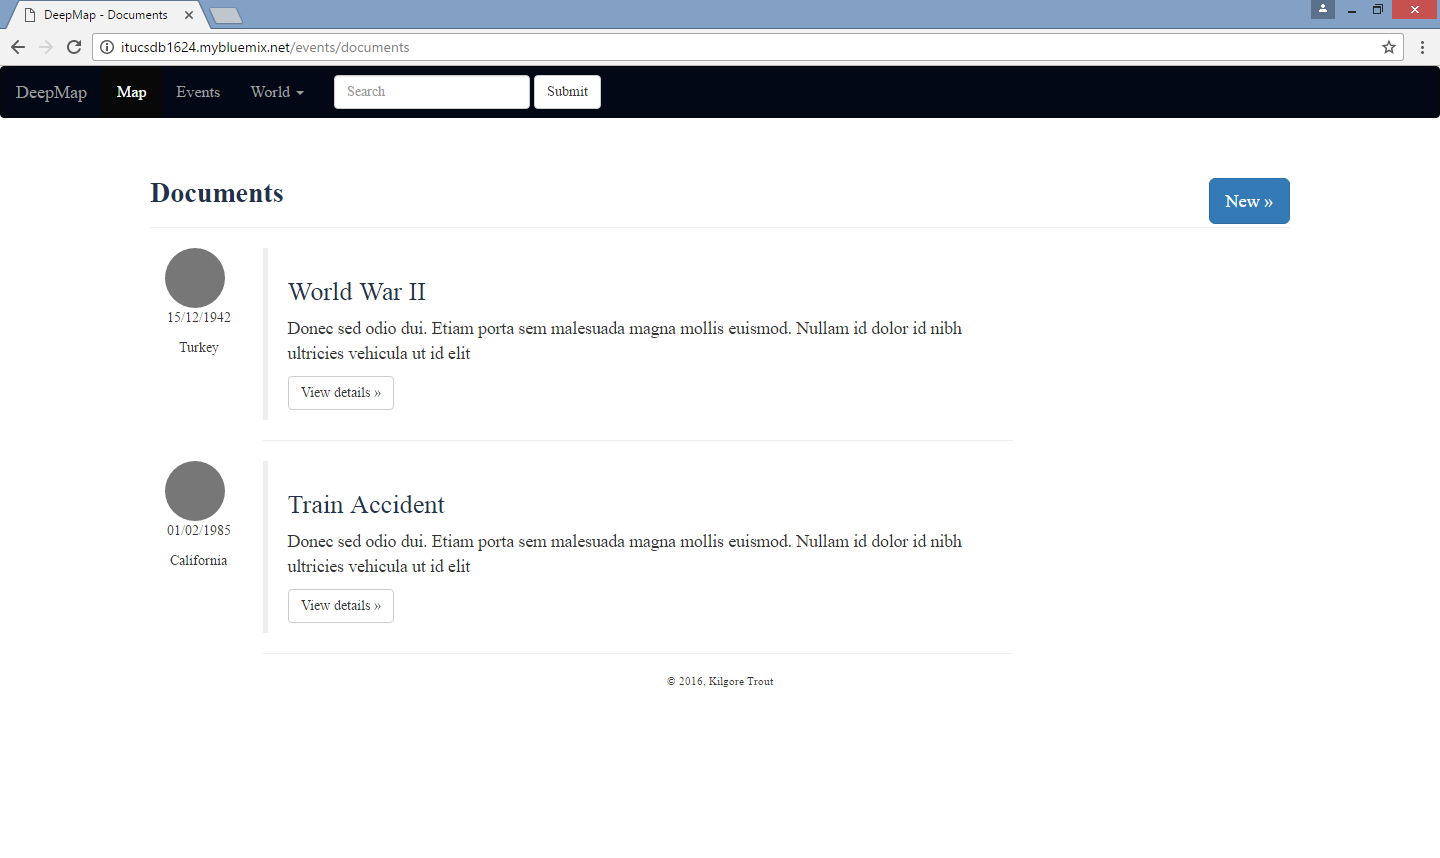 DeepMap - Documents
itucsdb1624.mybluemix.net/events/documents
DeepMap Map Events World Search Submit
Documents New »
World War II
15/12/1942
Donec sed odio dui. Etiam porta sem malesuada magna mollis euismod. Nullam id dolor id nibh
Turkey
ultricies vehicula ut id elit
View details »
Train Accident
01/02/1985
Donec sed odio dui. Etiam porta sem malesuada magna mollis euismod. Nullam id dolor id nibh
California
ultricies vehicula ut id elit
View details »
© 2016, Kilgore Trout